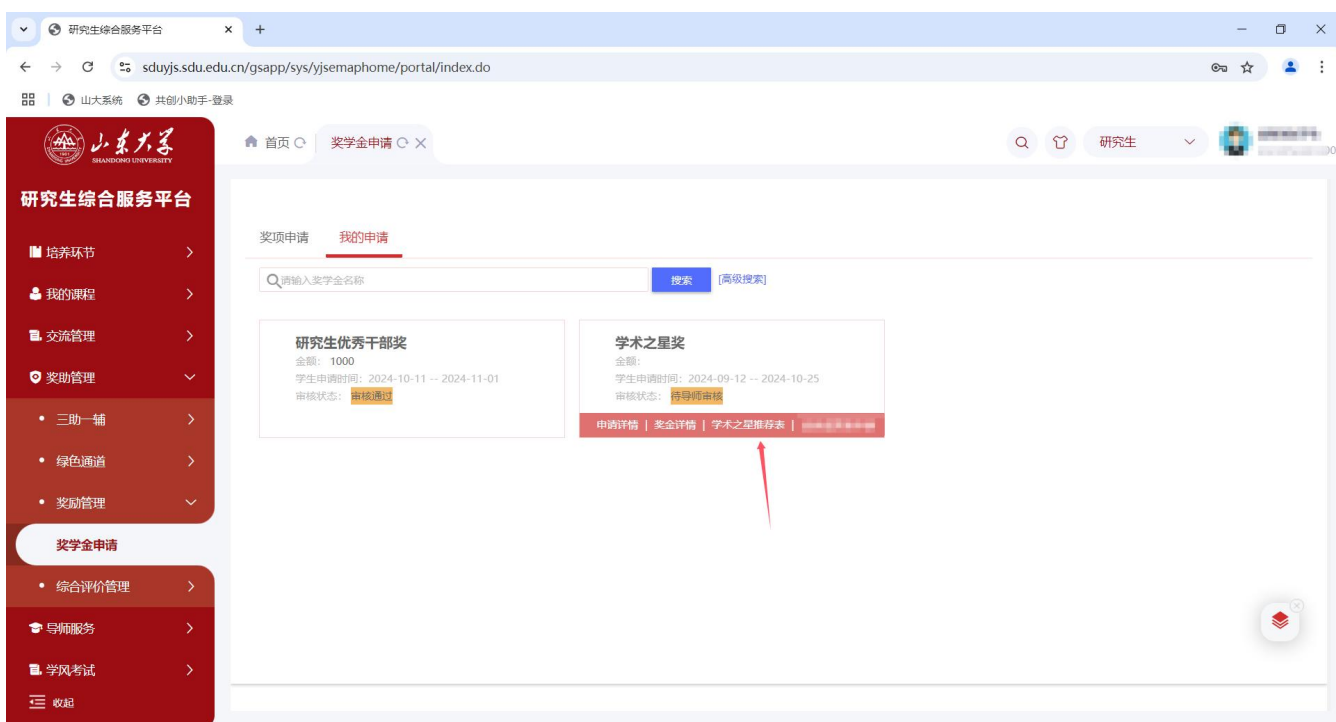 研究生综合服务平台
sduyjs.sdu.edu.cn/gsapp/sys/yjsemaphome/portal/index.do
山大系统 共创小助手-登录
山东大学
SHANDONG UNIVERSITY
研究生综合服务平台
培养环节
我的课程
交流管理
奖助管理
三助一辅
绿色通道
奖励管理
奖学金申请
综合评价管理
导师服务
学风考试
收起
首页 奖学金申请 研究生
奖项申请 我的申请
请输入奖学金名称 搜索 [高级搜索]
研究生优秀干部奖
金额: 1000
学生申请时间: 2024-10-11 -- 2024-11-01
审核状态: 审核通过
学术之星奖
金额:
学生申请时间: 2024-09-12 -- 2024-10-25
审核状态: 待导师审核
申请详情 | 奖金详情 | 学术之星推荐表 |